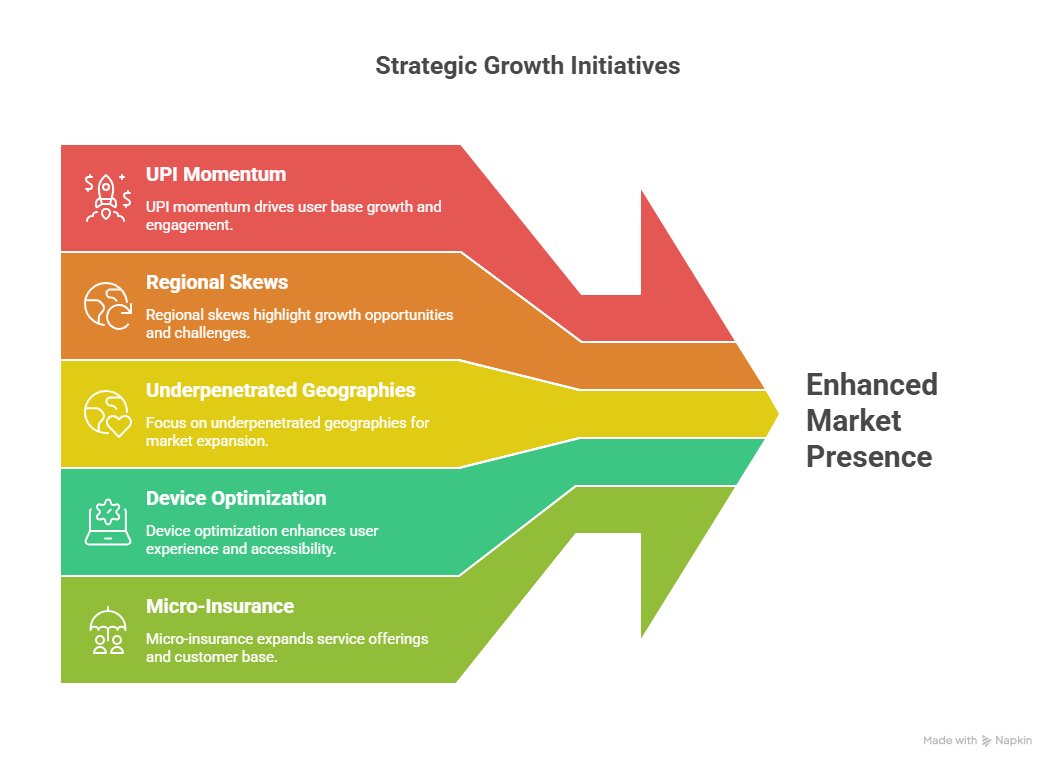 Strategic Growth Initiatives
UPI Momentum
UPI momentum drives user base growth and
engagement.
Regional Skews
Regional skews highlight growth opportunities
and challenges.
Underpenetrated Geographies
Focus on underpenetrated geographies for
market expansion.
Device Optimization
Device optimization enhances user
experience and accessibility.
Micro-Insurance
Micro-insurance expands service offerings
and customer base.
Enhanced
Market
Presence
Made with Napkin